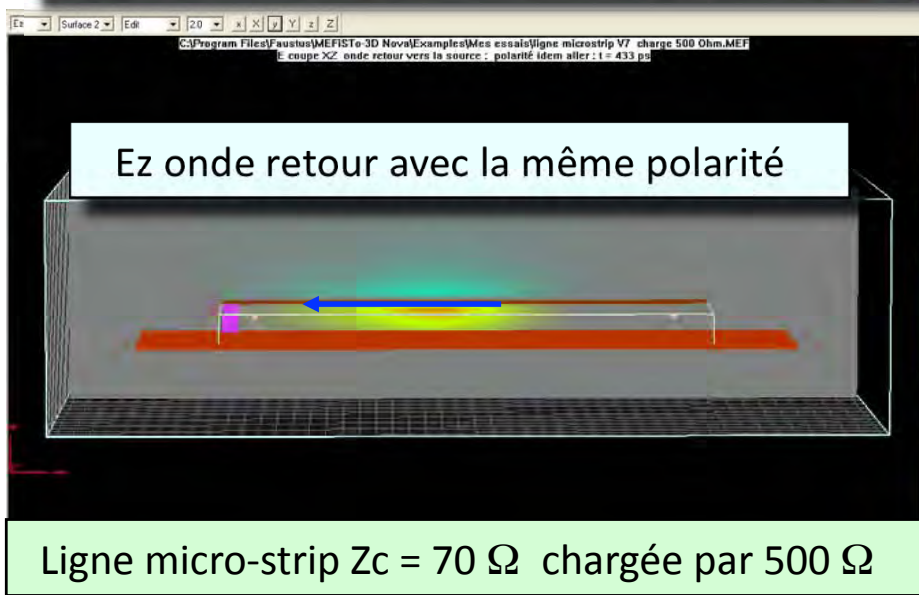 Ez Surface 2 Edit 2.0 x X y Y z Z
C:\Program Files\Faustus\MEFiSTo-3D Nova\Examples\Mes essais\ligne microstrip V7 charge 500 Ohm.MEF
E coupe XZ onde retour vers la source ; polarité idem aller ; t = 433 ps
Ez onde retour avec la même polarité
Ligne micro-strip Zc = 70 Ω chargée par 500 Ω